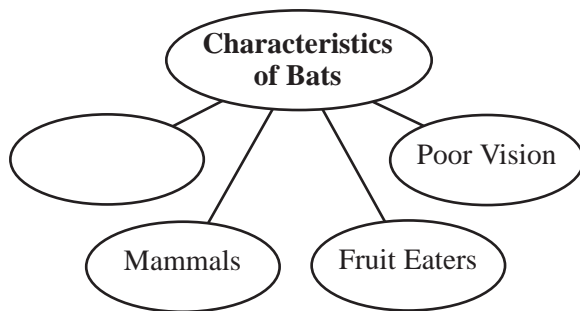 Characteristics
of Bats
Poor Vision
Mammals
Fruit Eaters